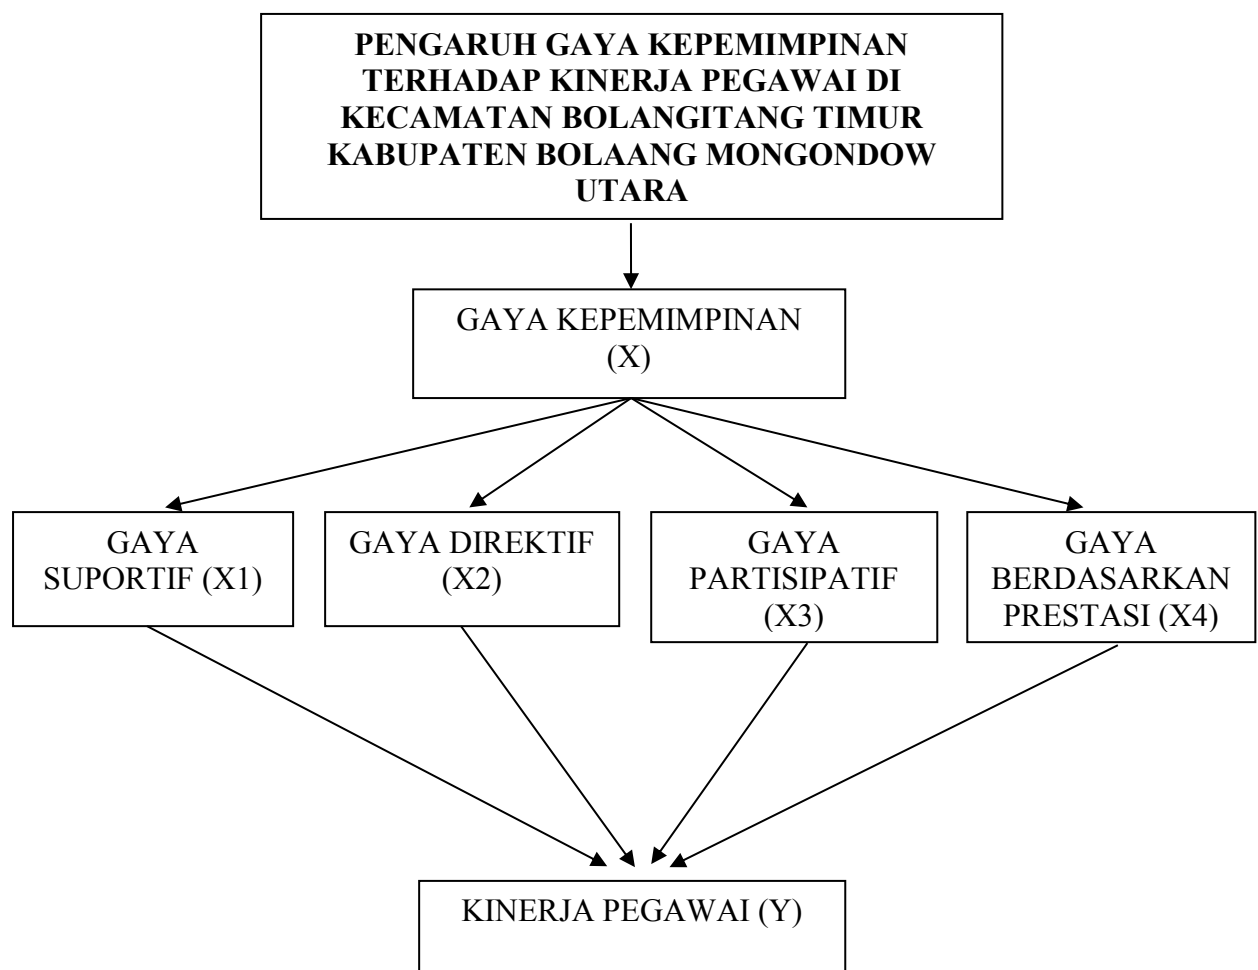 PENGARUH GAYA KEPEMIMPINAN
TERHADAP KINERJA PEGAWAI DI
KECAMATAN BOLANGITANG TIMUR
KABUPATEN BOLAANG MONGONDOW
UTARA
GAYA KEPEMIMPINAN
(X)
GAYA
SUPORTIF (X1)
GAYA DIREKTIF
(X2)
GAYA
PARTISIPATIF
(X3)
GAYA
BERDASARKAN
PRESTASI (X4)
KINERJA PEGAWAI (Y)